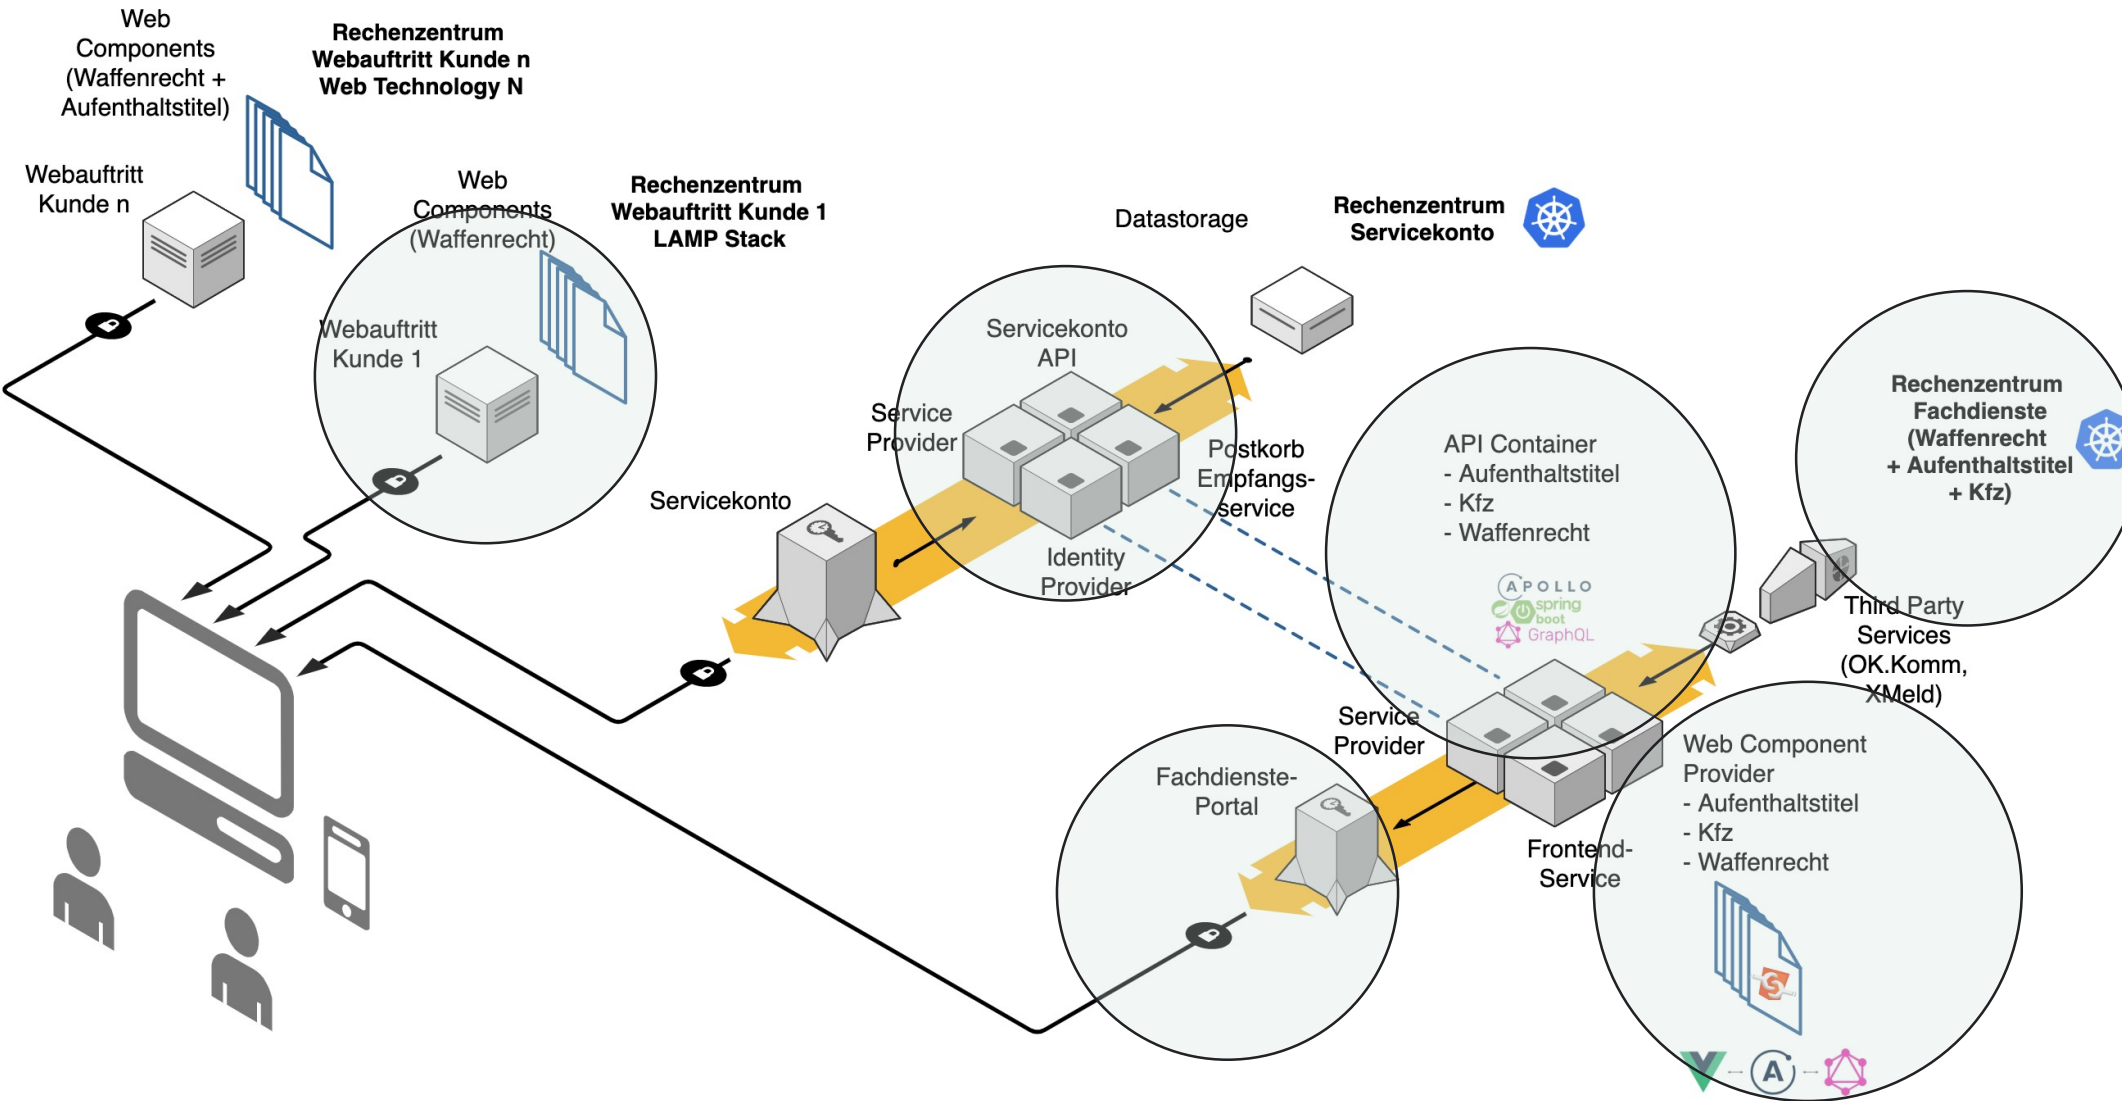 Web
Components
(Waffenrecht +
Aufenthaltstitel)
Rechenzentrum
Webauftritt Kunde n
Web Technology N
Webauftritt
Kunde n
Web
Components
(Waffenrecht)
Rechenzentrum
Webauftritt Kunde 1
LAMP Stack
Webauftritt
Kunde 1
Datastorage
Rechenzentrum
Servicekonto
Servicekonto
API
Service
Provider
Postkorb
Empfangs-
service
Identity
Provider
Servicekonto
API Container
- Aufenthaltstitel
- Kfz
- Waffenrecht
APOLLO
spring
boot
GraphQL
Rechenzentrum
Fachdienste
(Waffenrecht
+ Aufenthaltstitel
+ Kfz)
Third Party
Services
(OK.Komm,
XMeld)
Service
Provider
Fachdienste-
Portal
Frontend-
Service
Web Component
Provider
- Aufenthaltstitel
- Kfz
- Waffenrecht